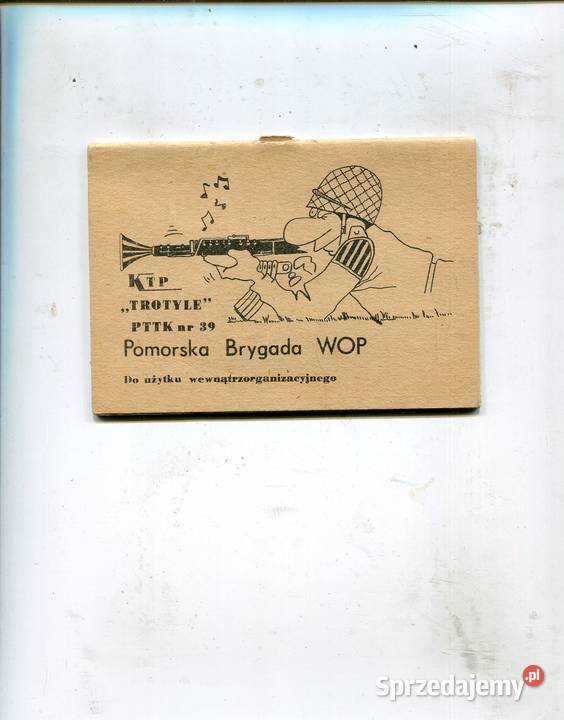 KTP
„TROTYLE”
PTTK nr 39
Pomorska Brygada WOP
Do użytku wewnątrzorganizacyjnego
Sprzedajemy.pl